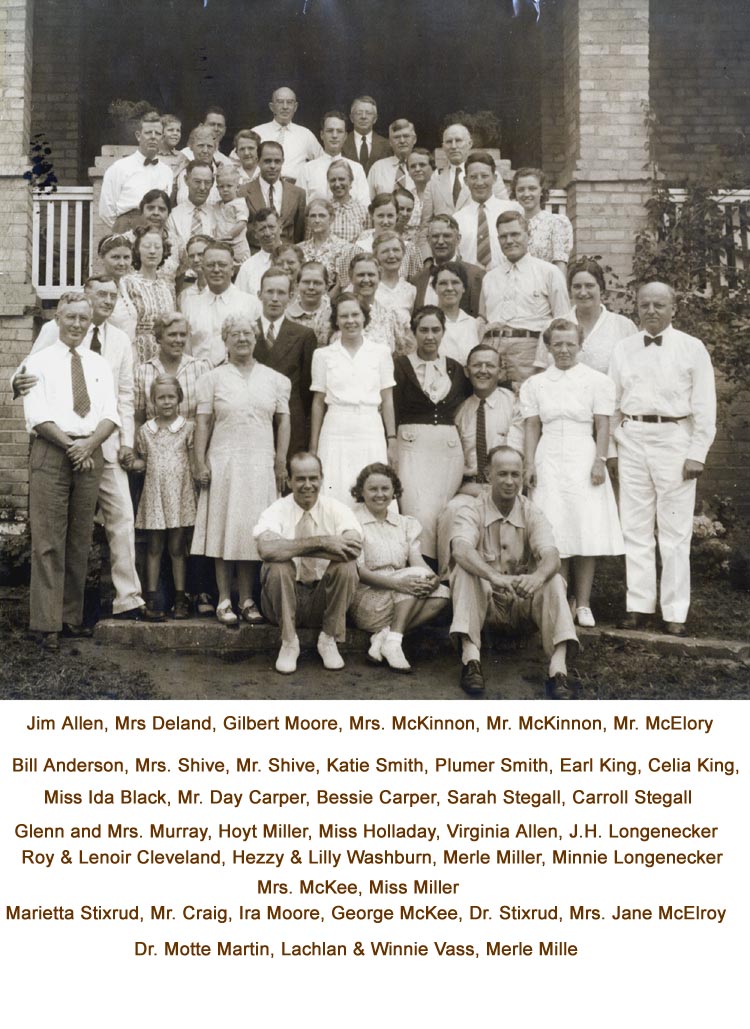 Jim Allen, Mrs Deland, Gilbert Moore, Mrs. McKinnon, Mr. McKinnon, Mr. McElory
Bill Anderson, Mrs. Shive, Mr. Shive, Katie Smith, Plumer Smith, Earl King, Celia King,
Miss Ida Black, Mr. Day Carper, Bessie Carper, Sarah Stegall, Carroll Stegall
Glenn and Mrs. Murray, Hoyt Miller, Miss Holladay, Virginia Allen, J.H. Longenecker
Roy & Lenoir Cleveland, Hezzy & Lilly Washburn, Merle Miller, Minnie Longenecker
Mrs. McKee, Miss Miller
Marietta Stixrud, Mr. Craig, Ira Moore, George McKee, Dr. Stixrud, Mrs. Jane McElroy
Dr. Motte Martin, Lachlan & Winnie Vass, Merle Mille